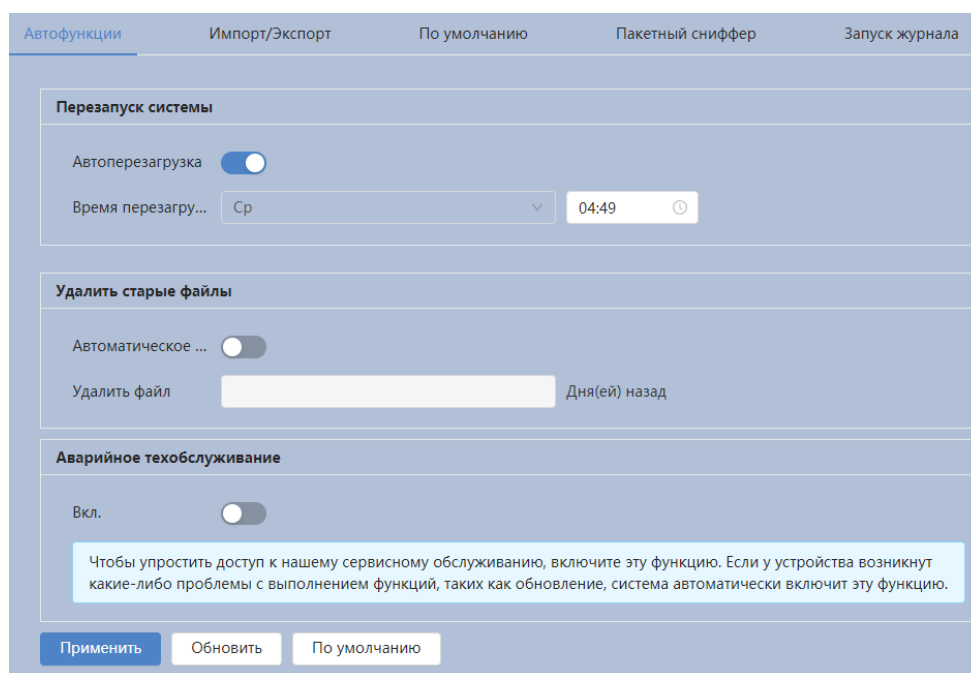 Автофункции Импорт/Экспорт По умолчанию Пакетный сниффер Запуск журнала
Перезапуск системы
Автоперезагрузка
Время перезагру... Ср 04:49
Удалить старые файлы
Автоматическое ...
Удалить файл Дня(ей) назад
Аварийное техобслуживание
Вкл.
Чтобы упростить доступ к нашему сервисному обслуживанию, включите эту функцию. Если у устройства возникнут
какие-либо проблемы с выполнением функций, таких как обновление, система автоматически включит эту функцию.
Применить Обновить По умолчанию